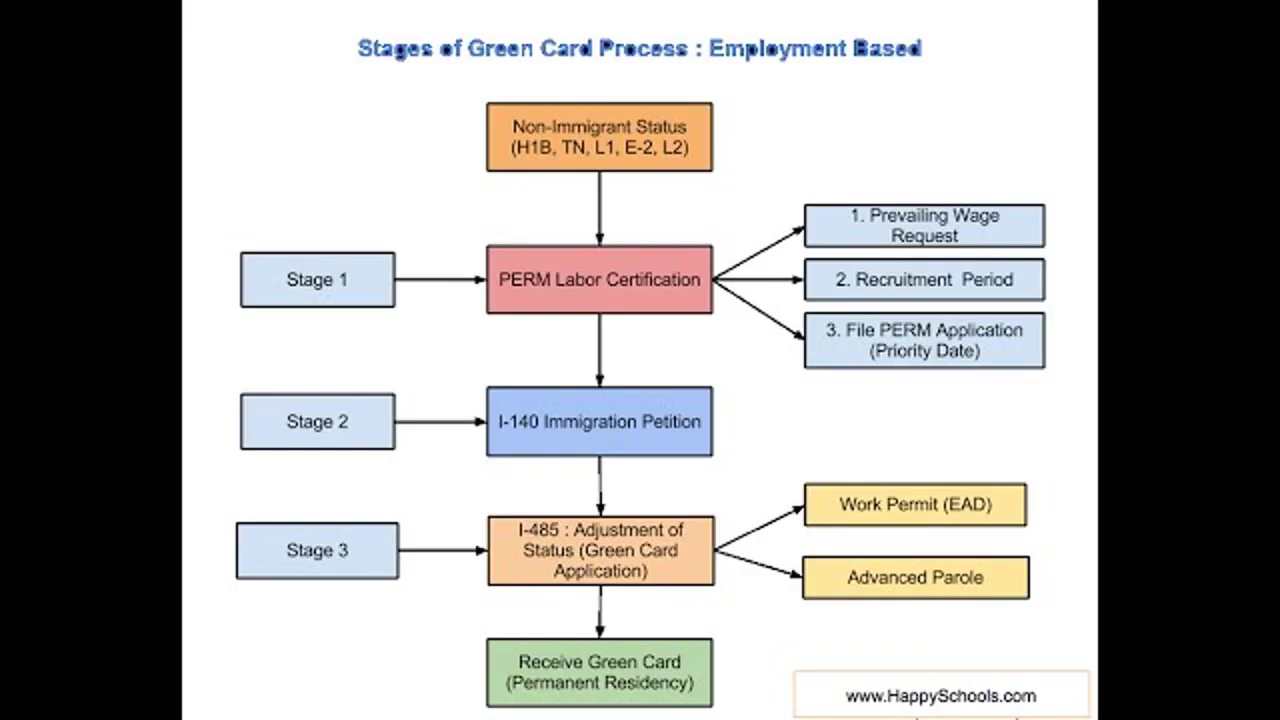 Stages of Green Card Process : Employment Based
Non-Immigrant Status
(H1B, TN, L1, E-2, L2)
Stage 1
PERM Labor Certification
1. Prevailing Wage
Request
2. Recruitment Period
3. File PERM Application
(Priority Date)
Stage 2
I-140 Immigration Petition
Stage 3
I-485 : Adjustment of
Status (Green Card
Application)
Work Permit (EAD)
Advanced Parole
Receive Green Card
(Permanent Residency)
www.HappySchools.com